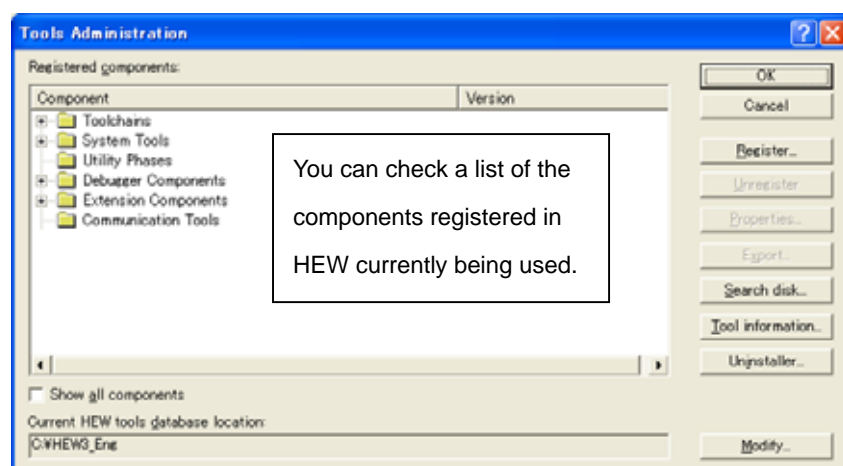 Tools Administration
Registered components:
Component Version
Toolchains
System Tools
Utility Phases
Debugger Components
Extension Components
Communication Tools
You can check a list of the
components registered in
HEW currently being used.
OK
Cancel
Register...
Unregister
Properties...
Export...
Search disk...
Tool information...
Uninstaller...
Show all components
Current HEW tools database location:
C:¥HEW3_Eng
Modify...